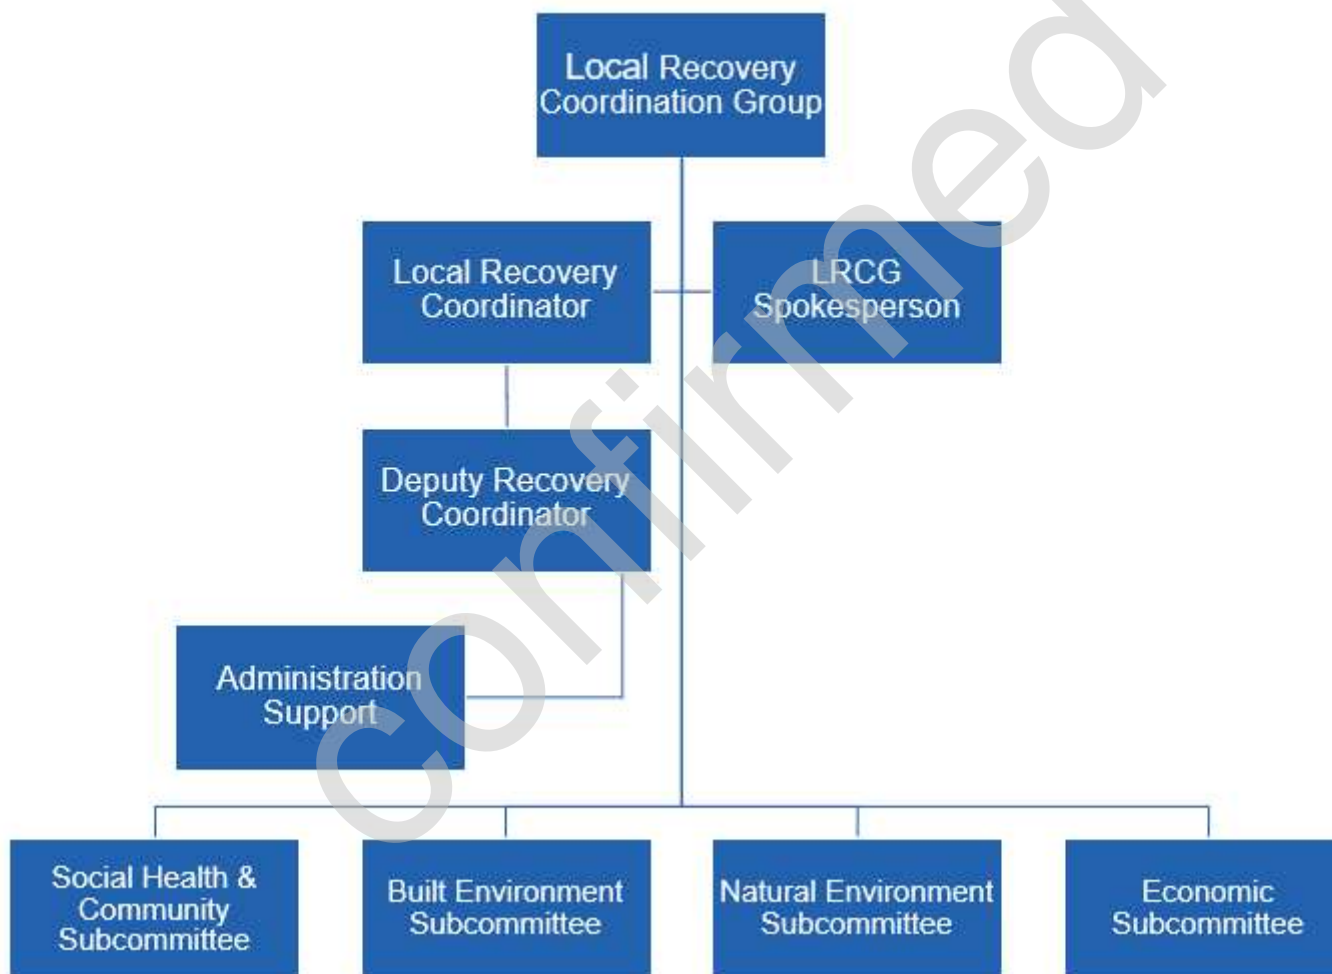 Local Recovery
Coordination Group
Local Recovery
Coordinator
LRCG
Spokesperson
Deputy Recovery
Coordinator
Administration
Support
Social Health &
Community
Subcommittee
Built Environment
Subcommittee
Natural Environment
Subcommittee
Economic
Subcommittee
confirmed